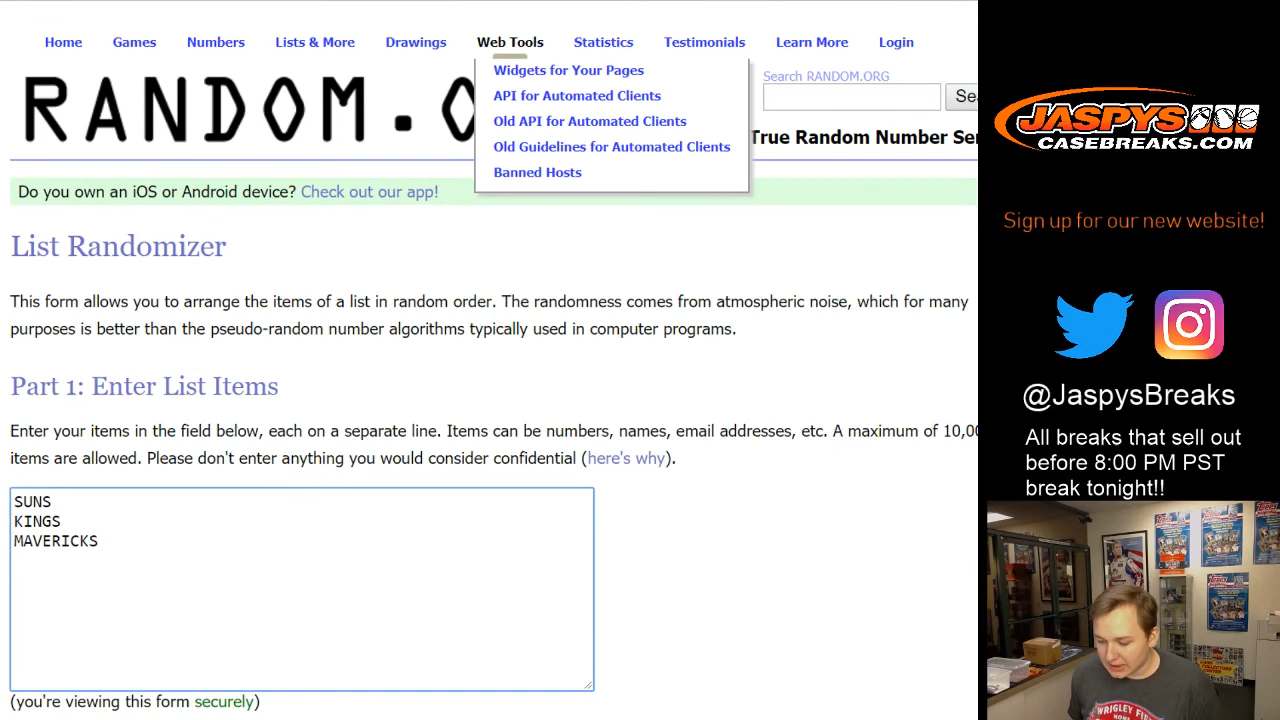 Home Games Numbers Lists & More Drawings Web Tools Statistics Testimonials Learn More Login
Widgets for Your Pages
API for Automated Clients
Old API for Automated Clients
Old Guidelines for Automated Clients
Banned Hosts
RANDOM.O
Search RANDOM.ORG
Sea
True Random Number Ser
Do you own an iOS or Android device? Check out our app!
List Randomizer
This form allows you to arrange the items of a list in random order. The randomness comes from atmospheric noise, which for many
purposes is better than the pseudo-random number algorithms typically used in computer programs.
Part 1: Enter List Items
Enter your items in the field below, each on a separate line. Items can be numbers, names, email addresses, etc. A maximum of 10,00
items are allowed. Please don't enter anything you would consider confidential (here's why).
SUNS
KINGS
MAVERICKS
(you're viewing this form securely)
JASPYS
CASEBREAKS.COM
Sign up for our new website!
@JaspysBreaks
All breaks that sell out
before 8:00 PM PST
break tonight!!
WRIGLEY FI